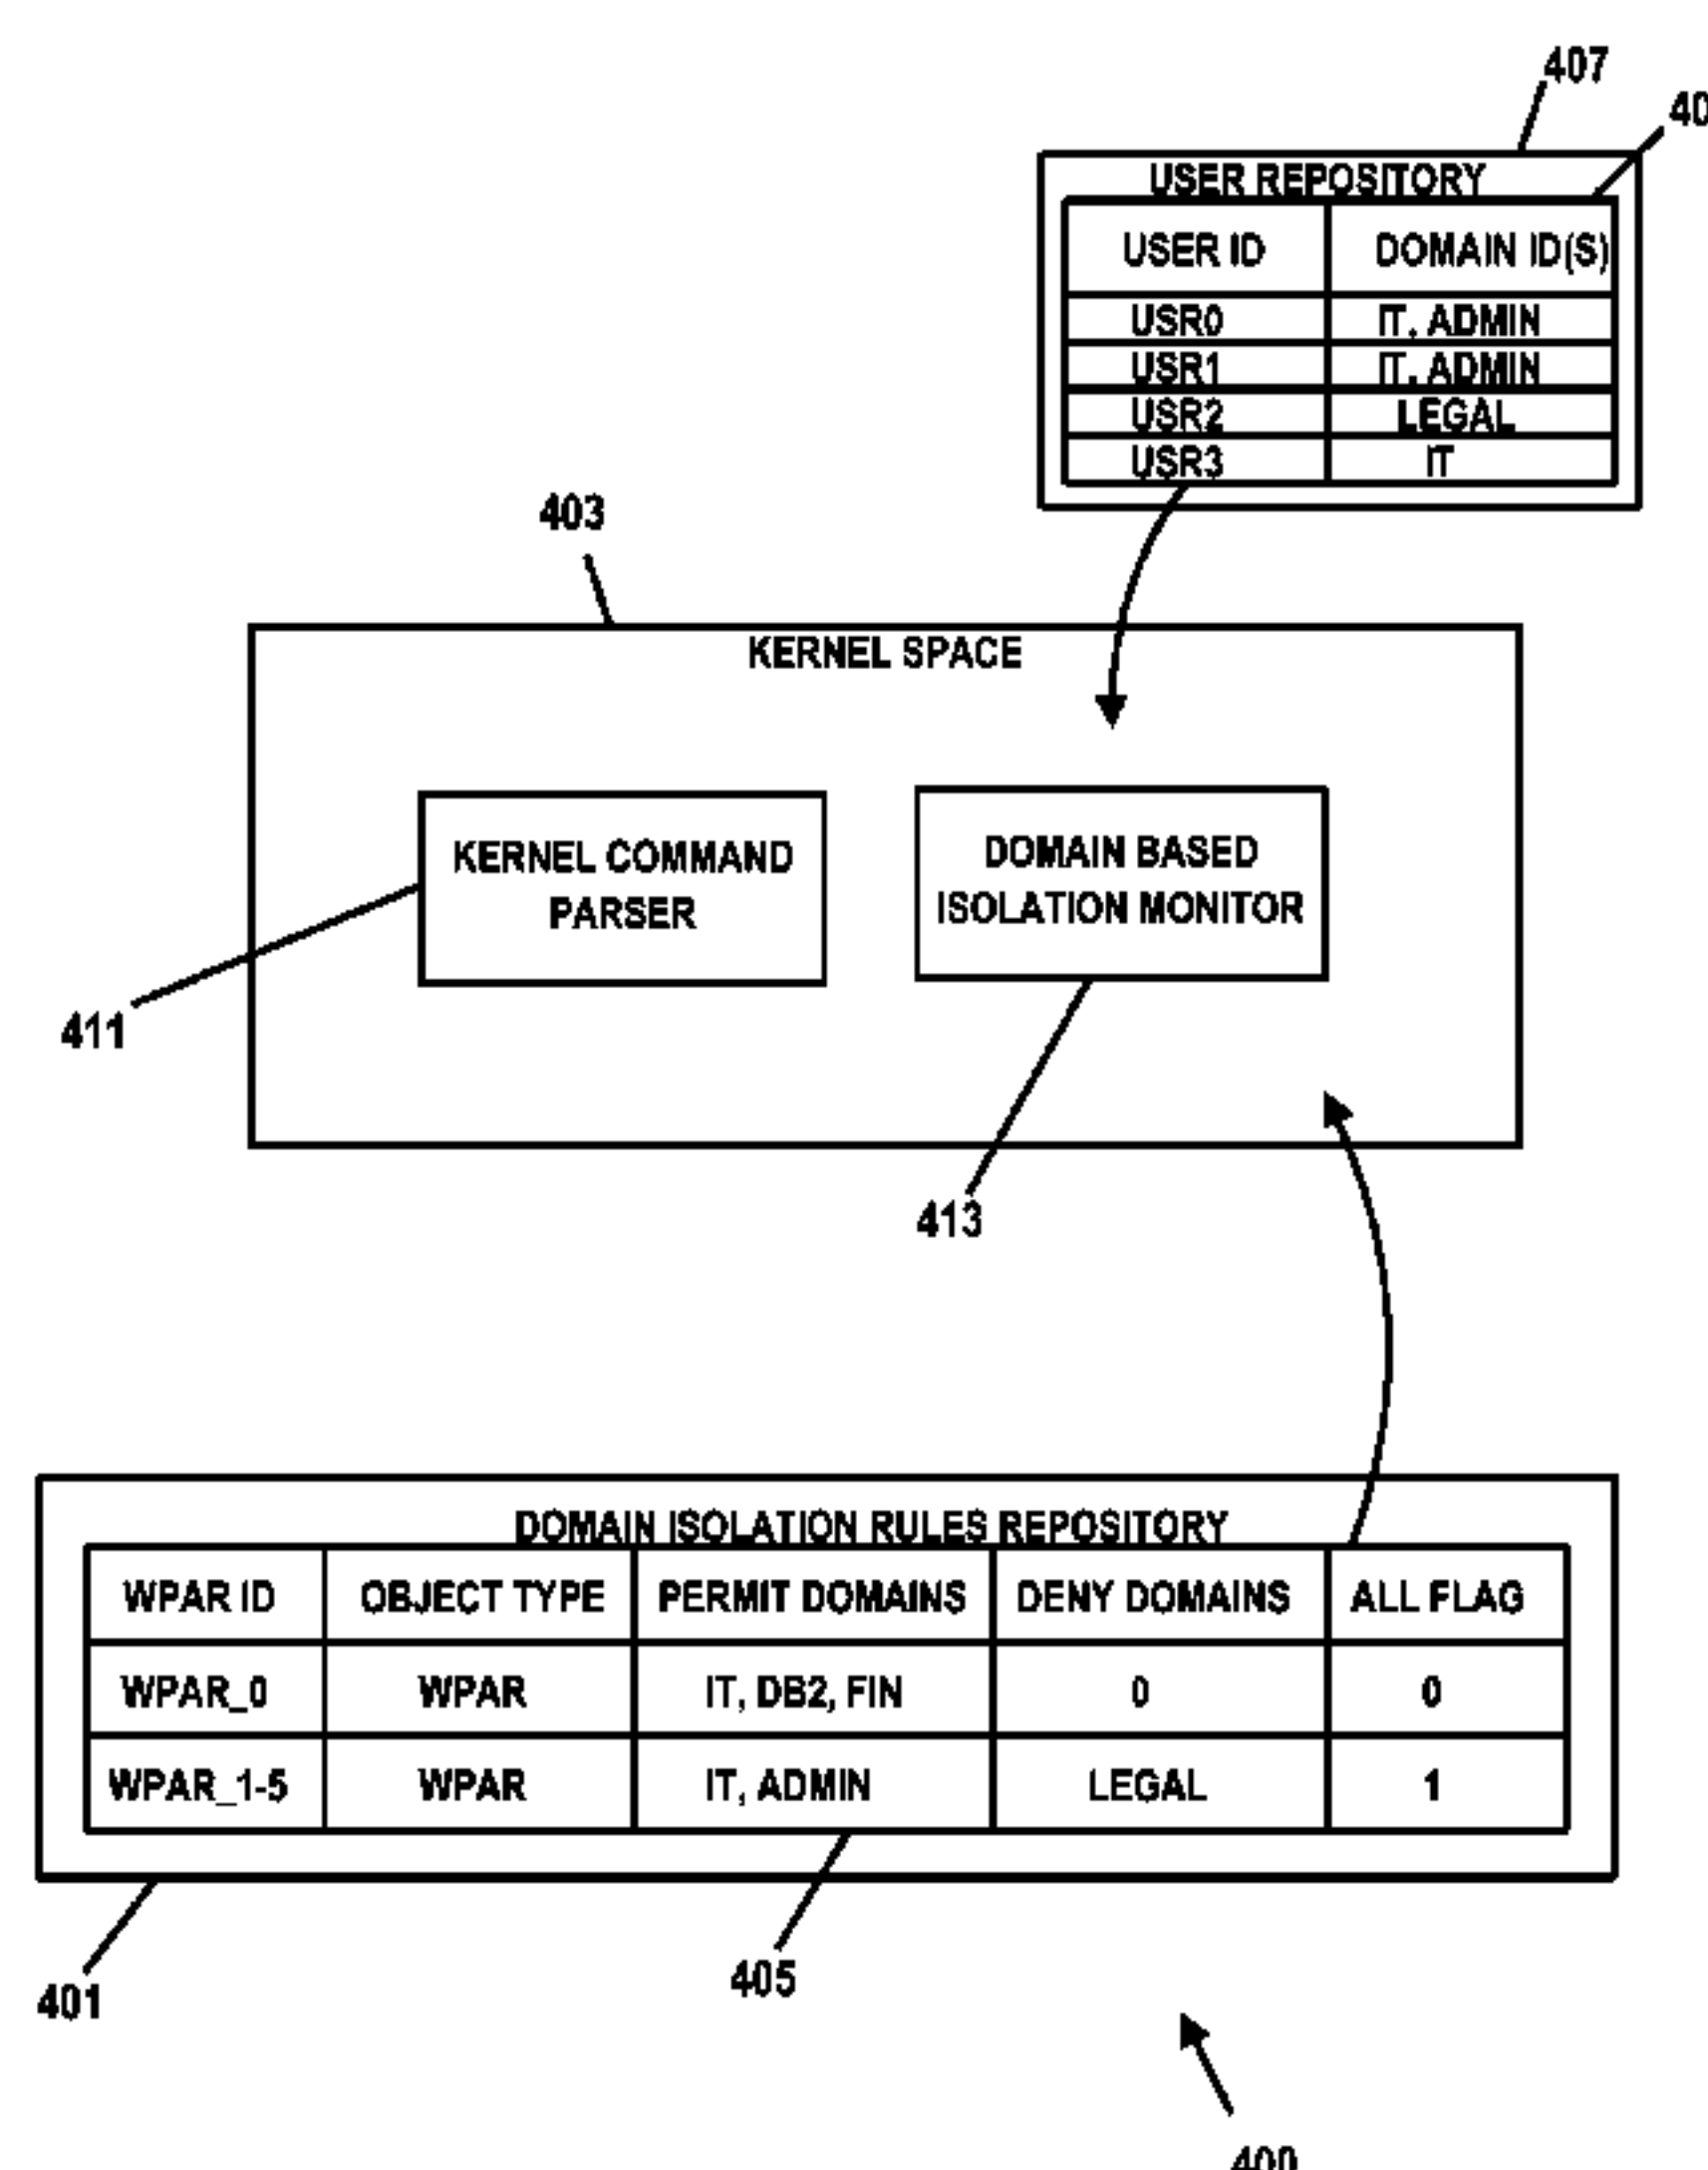 407
40
USER REPOSITORY
USER ID DOMAIN ID(S)
USR0 IT, ADMIN
USR1 IT, ADMIN
USR2 LEGAL
USR3 IT
403
KERNEL SPACE
KERNEL COMMAND
PARSER
DOMAIN BASED
ISOLATION MONITOR
411
413
DOMAIN ISOLATION RULES REPOSITORY
WPAR ID OBJECT TYPE PERMIT DOMAINS DENY DOMAINS ALL FLAG
WPAR_0 WPAR IT, DB2, FIN 0 0
WPAR_1-5 WPAR IT, ADMIN LEGAL 1
405
401
400